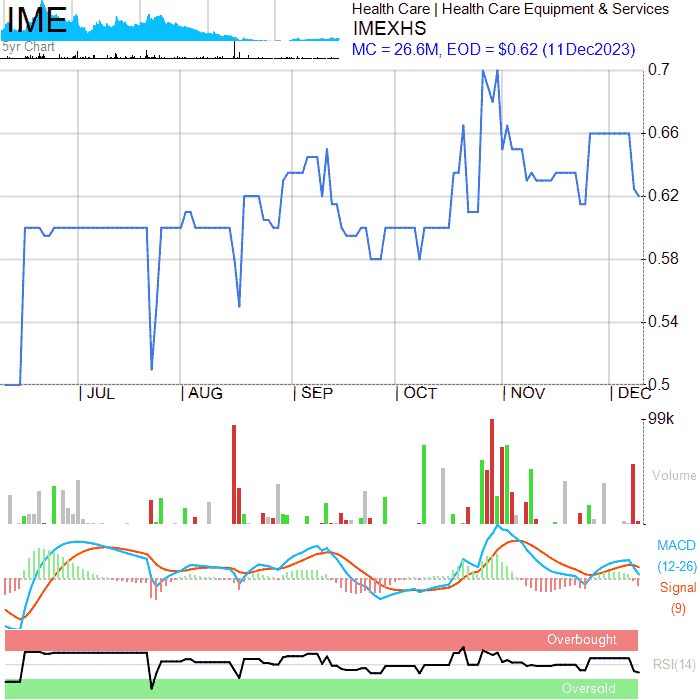 IME
Health Care | Health Care Equipment & Services
IMEXHS
5yr Chart
MC = 26.6M, EOD = $0.62 (11Dec2023)
0.7
0.66
0.62
0.58
0.54
0.5
| JUL | AUG | SEP | OCT | NOV | DEC
99k
Volume
MACD
(12-26)
Signal
(9)
Overbought
RSI(14)
Oversold